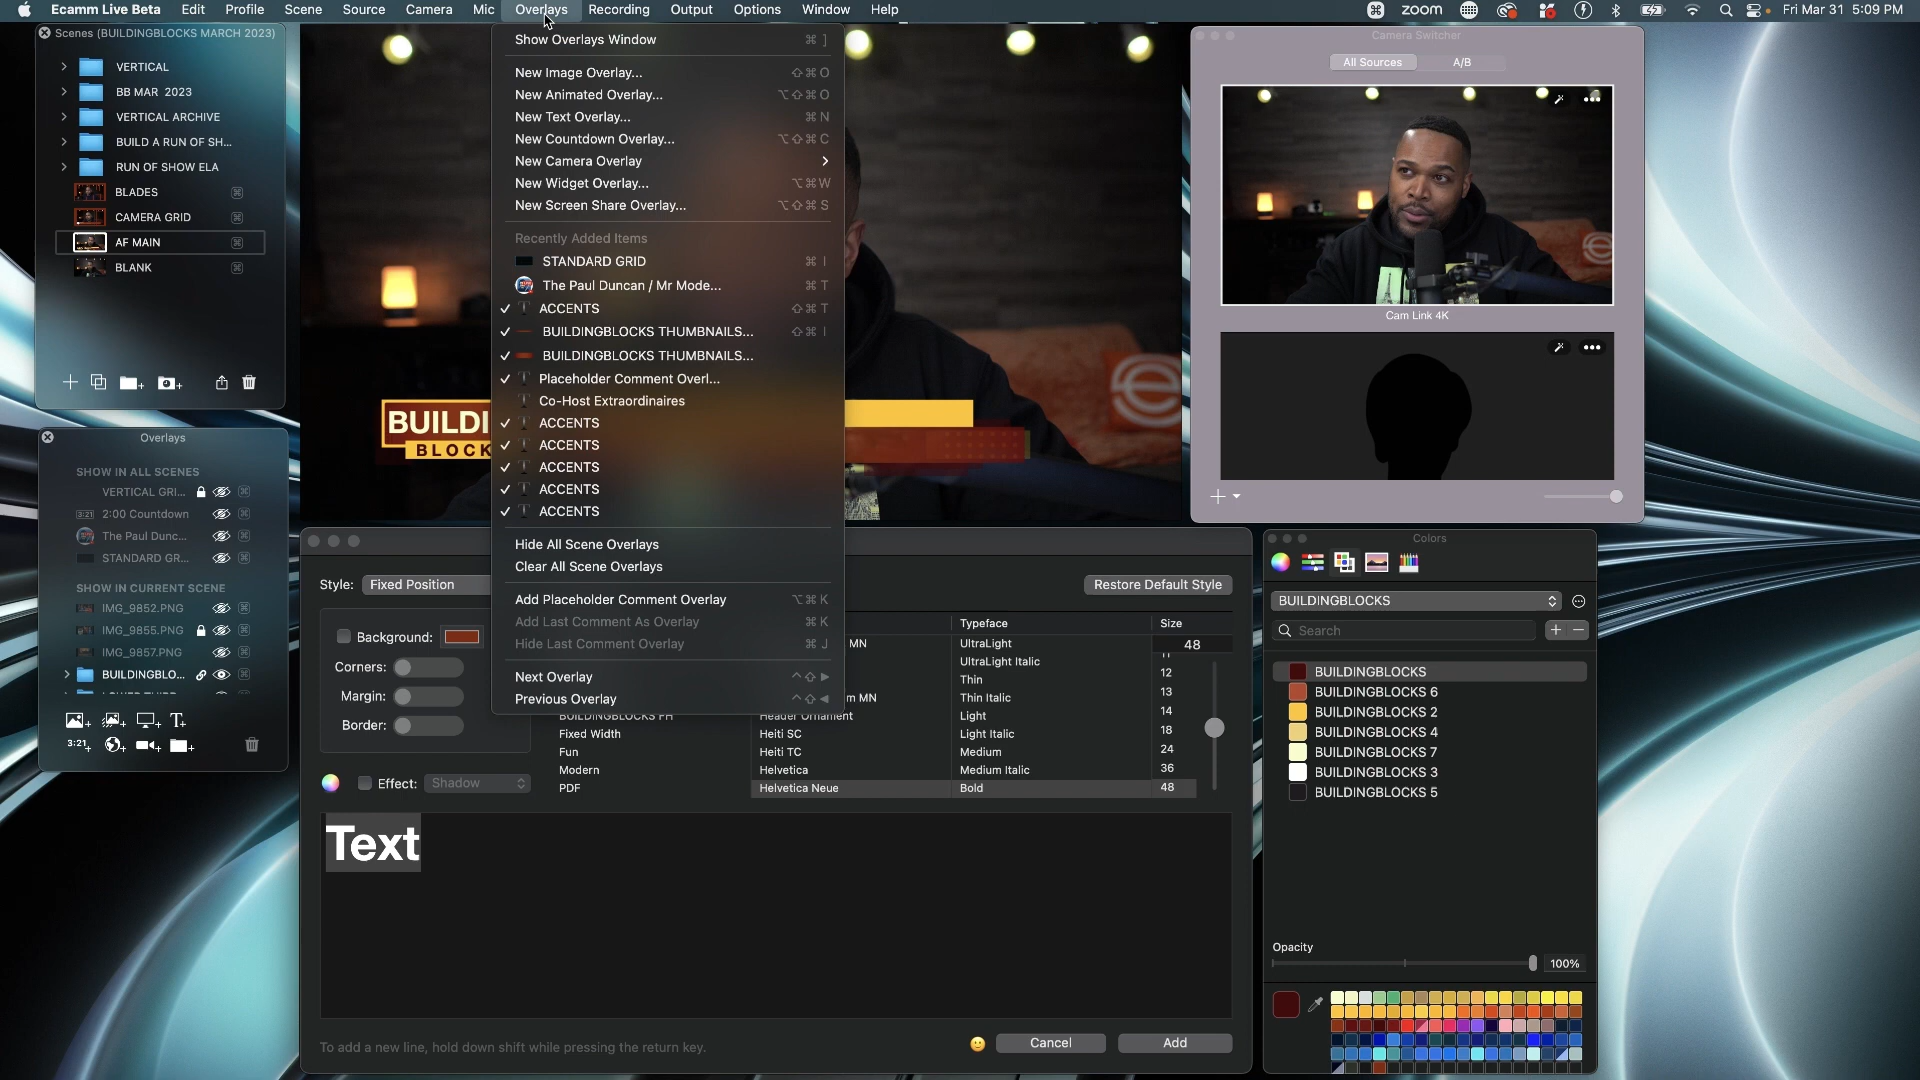 Ecamm Live Beta Edit Profile Scene Source Camera Mic Overlays Recording Output Options Window Help
zoom
Fri Mar 31 5:09 PM
Scenes (BUILDINGBLOCKS MARCH 2023)
VERTICAL
BB MAR 2023
VERTICAL ARCHIVE
BUILD A RUN OF SH...
RUN OF SHOW ELA
BLADES
CAMERA GRID
AF MAIN
BLANK
Overlays
SHOW IN ALL SCENES
VERTICAL GRI...
3:21 2:00 Countdown
The Paul Dunc...
STANDARD GR...
SHOW IN CURRENT SCENE
IMG_9852.PNG
IMG_9855.PNG
IMG_9857.PNG
BUILDINGBLO...
T+
3:21+
Show Overlays Window ⌘ ]
New Image Overlay... ⇧⌘ O
New Animated Overlay... ⌥⇧⌘ O
New Text Overlay... ⌘ N
New Countdown Overlay... ⌥⇧⌘ C
New Camera Overlay
New Widget Overlay... ⌥⌘ W
New Screen Share Overlay... ⌥⇧⌘ S
Recently Added Items
STANDARD GRID ⌘ I
The Paul Duncan / Mr Mode... ⌘ T
✓ ACCENTS ⇧⌘ T
✓ BUILDINGBLOCKS THUMBNAILS... ⇧⌘ I
✓ BUILDINGBLOCKS THUMBNAILS...
✓ Placeholder Comment Overl...
Co-Host Extraordinaires
✓ ACCENTS
✓ ACCENTS
✓ ACCENTS
✓ ACCENTS
✓ ACCENTS
Hide All Scene Overlays
Clear All Scene Overlays
Add Placeholder Comment Overlay ⌥⌘ K
Add Last Comment As Overlay ⌘ K
Hide Last Comment Overlay ⌘ J
Next Overlay ⌃⇧ ▶
Previous Overlay ⌃⇧ ◀
BUILDI
BLOCK
Camera Switcher
All Sources A/B
Cam Link 4K
Style: Fixed Position
Restore Default Style
Background:
Corners:
Margin:
Border:
Effect: Shadow
BUILDINGBLOCKS FH
Fixed Width
Fun
Modern
PDF
MN
m MN
Header Ornament
Heiti SC
Heiti TC
Helvetica
Helvetica Neue
Typeface
UltraLight
UltraLight Italic
Thin
Thin Italic
Light
Light Italic
Medium
Medium Italic
Bold
Size
48
11
12
13
14
18
24
36
48
Text
To add a new line, hold down shift while pressing the return key.
Cancel Add
Colors
BUILDINGBLOCKS
Search
BUILDINGBLOCKS
BUILDINGBLOCKS 6
BUILDINGBLOCKS 2
BUILDINGBLOCKS 4
BUILDINGBLOCKS 7
BUILDINGBLOCKS 3
BUILDINGBLOCKS 5
Opacity
100%